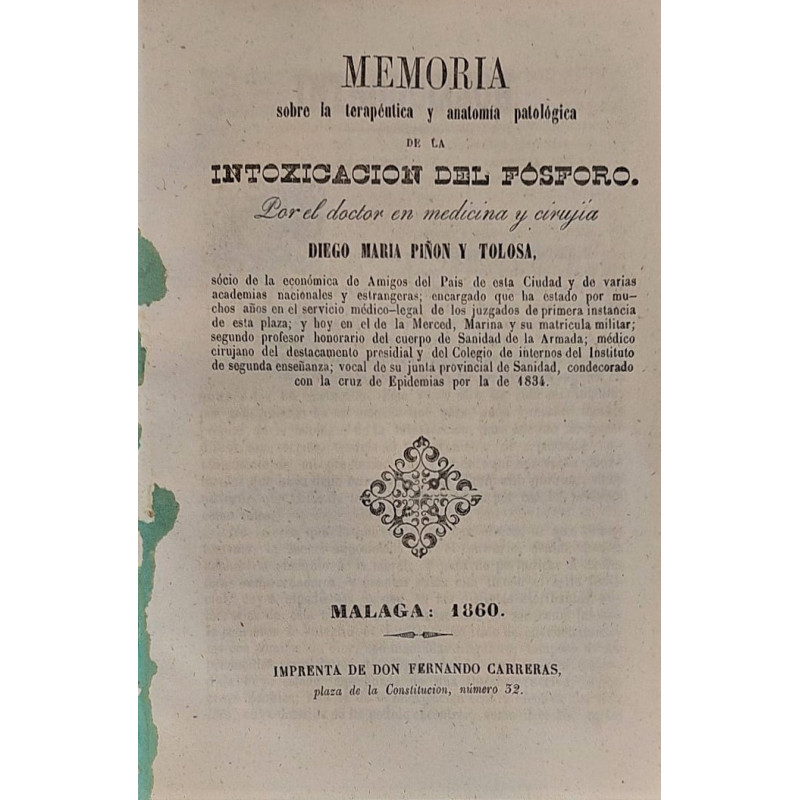 MEMORIA
sobre la terapéutica y anatomía patológica
DE LA
INTOXICACION DEL FÓSFORO.
Por el doctor en medicina y cirujía
DIEGO MARIA PIÑON Y TOLOSA,
sócio de la económica de Amigos del Pais de esta Ciudad y de varias
academias nacionales y estrangeras; encargado que ha estado por mu-
chos años en el servicio médico-legal de los juzgados de primera instancia
de esta plaza; y hoy en el de la Merced, Marina y su matricula militar;
segundo profesor honorario del cuerpo de Sanidad de la Armada; médico
cirujano del destacamento presidial y del Colegio de internos del Instituto
de segunda enseñanza; vocal de su junta provincial de Sanidad, condecorado
con la cruz de Epidemias por la de 1834.
MALAGA: 1860.
IMPRENTA DE DON FERNANDO CARRERAS,
plaza de la Constitucion, número 32.